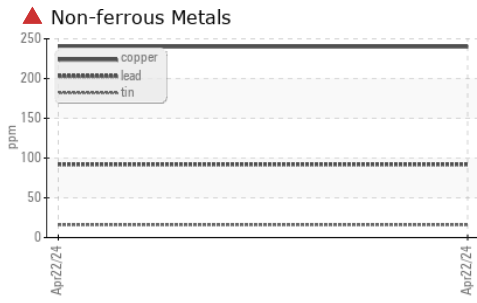 Non-ferrous Metals
250
200
150
100
50
0
ppm
copper
lead
tin
Apr22/24
Apr22/24